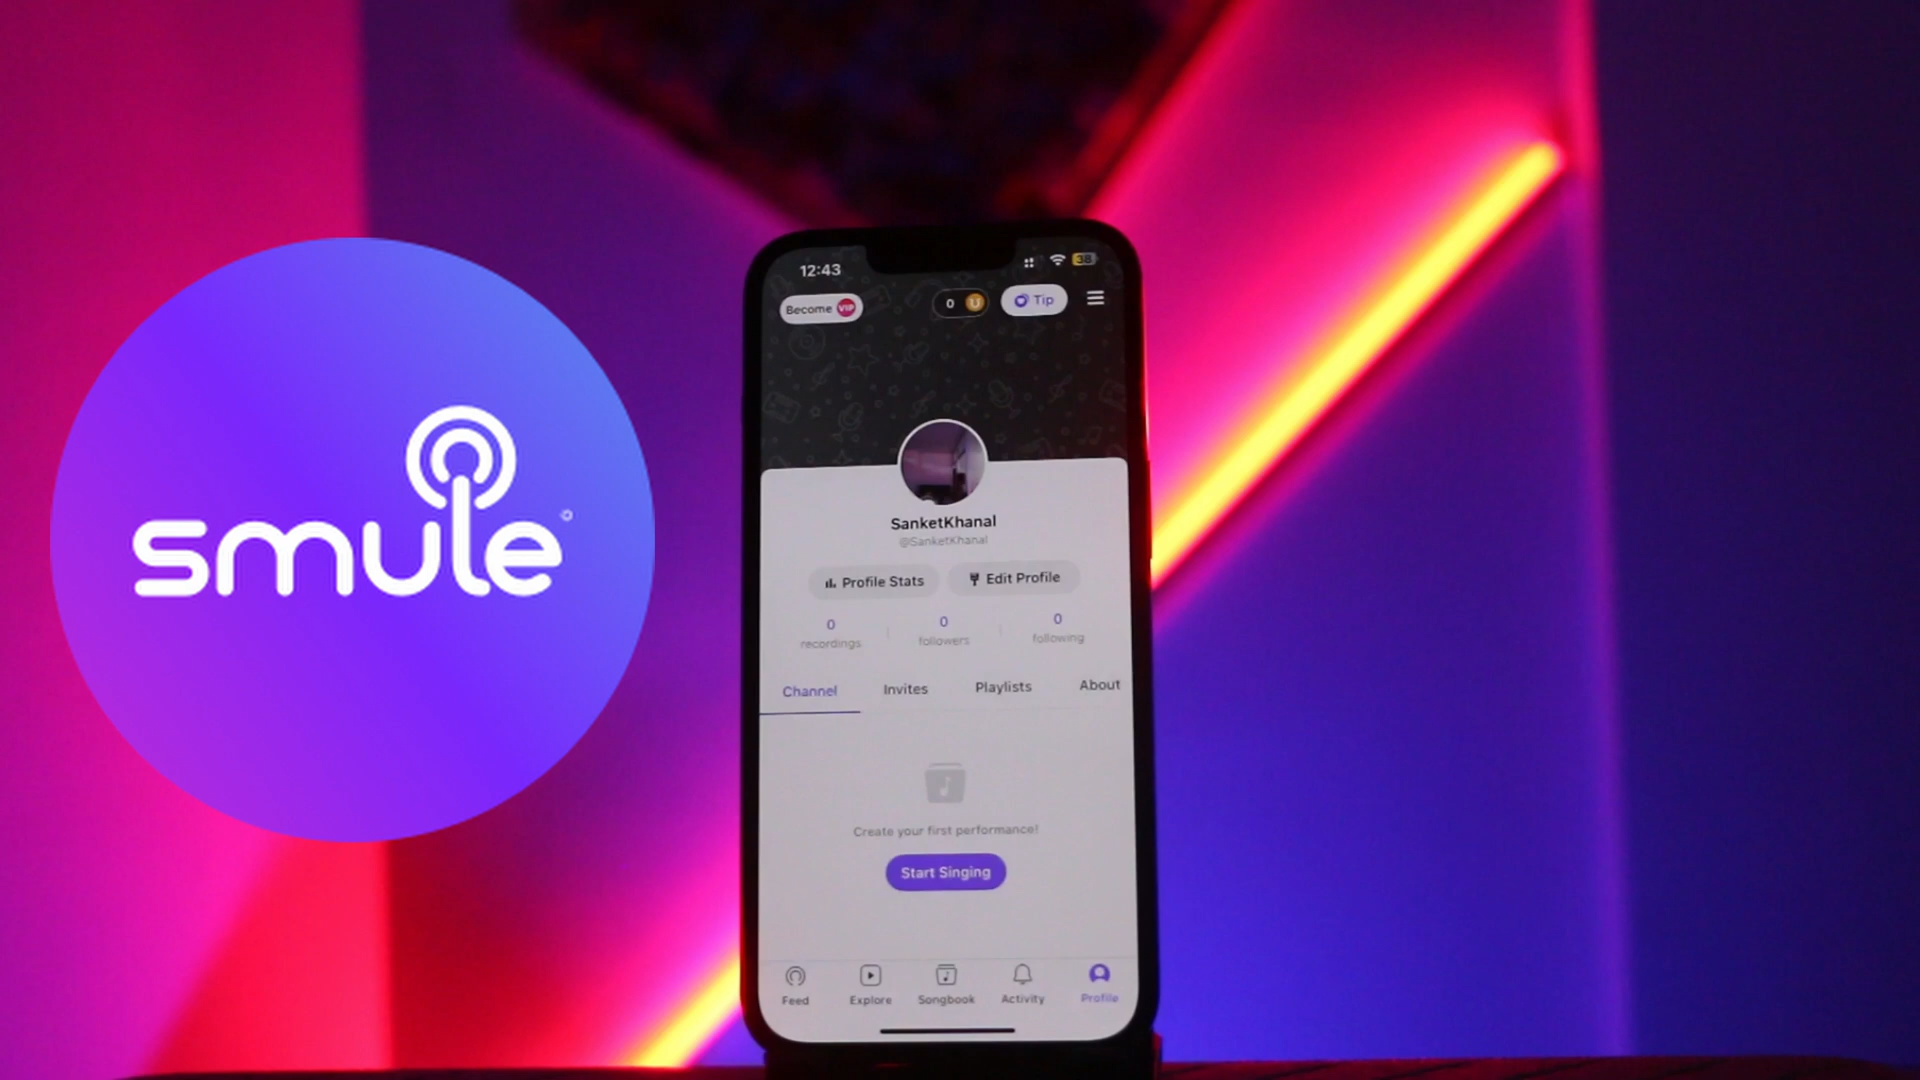 smule
12:43
38
Become VIP
0
Tip
SanketKhanal
@SanketKhanal
Profile Stats
Edit Profile
0
0
0
recordings
followers
following
Channel
Invites
Playlists
About
Create your first performance!
Start Singing
Feed
Explore
Songbook
Activity
Profile